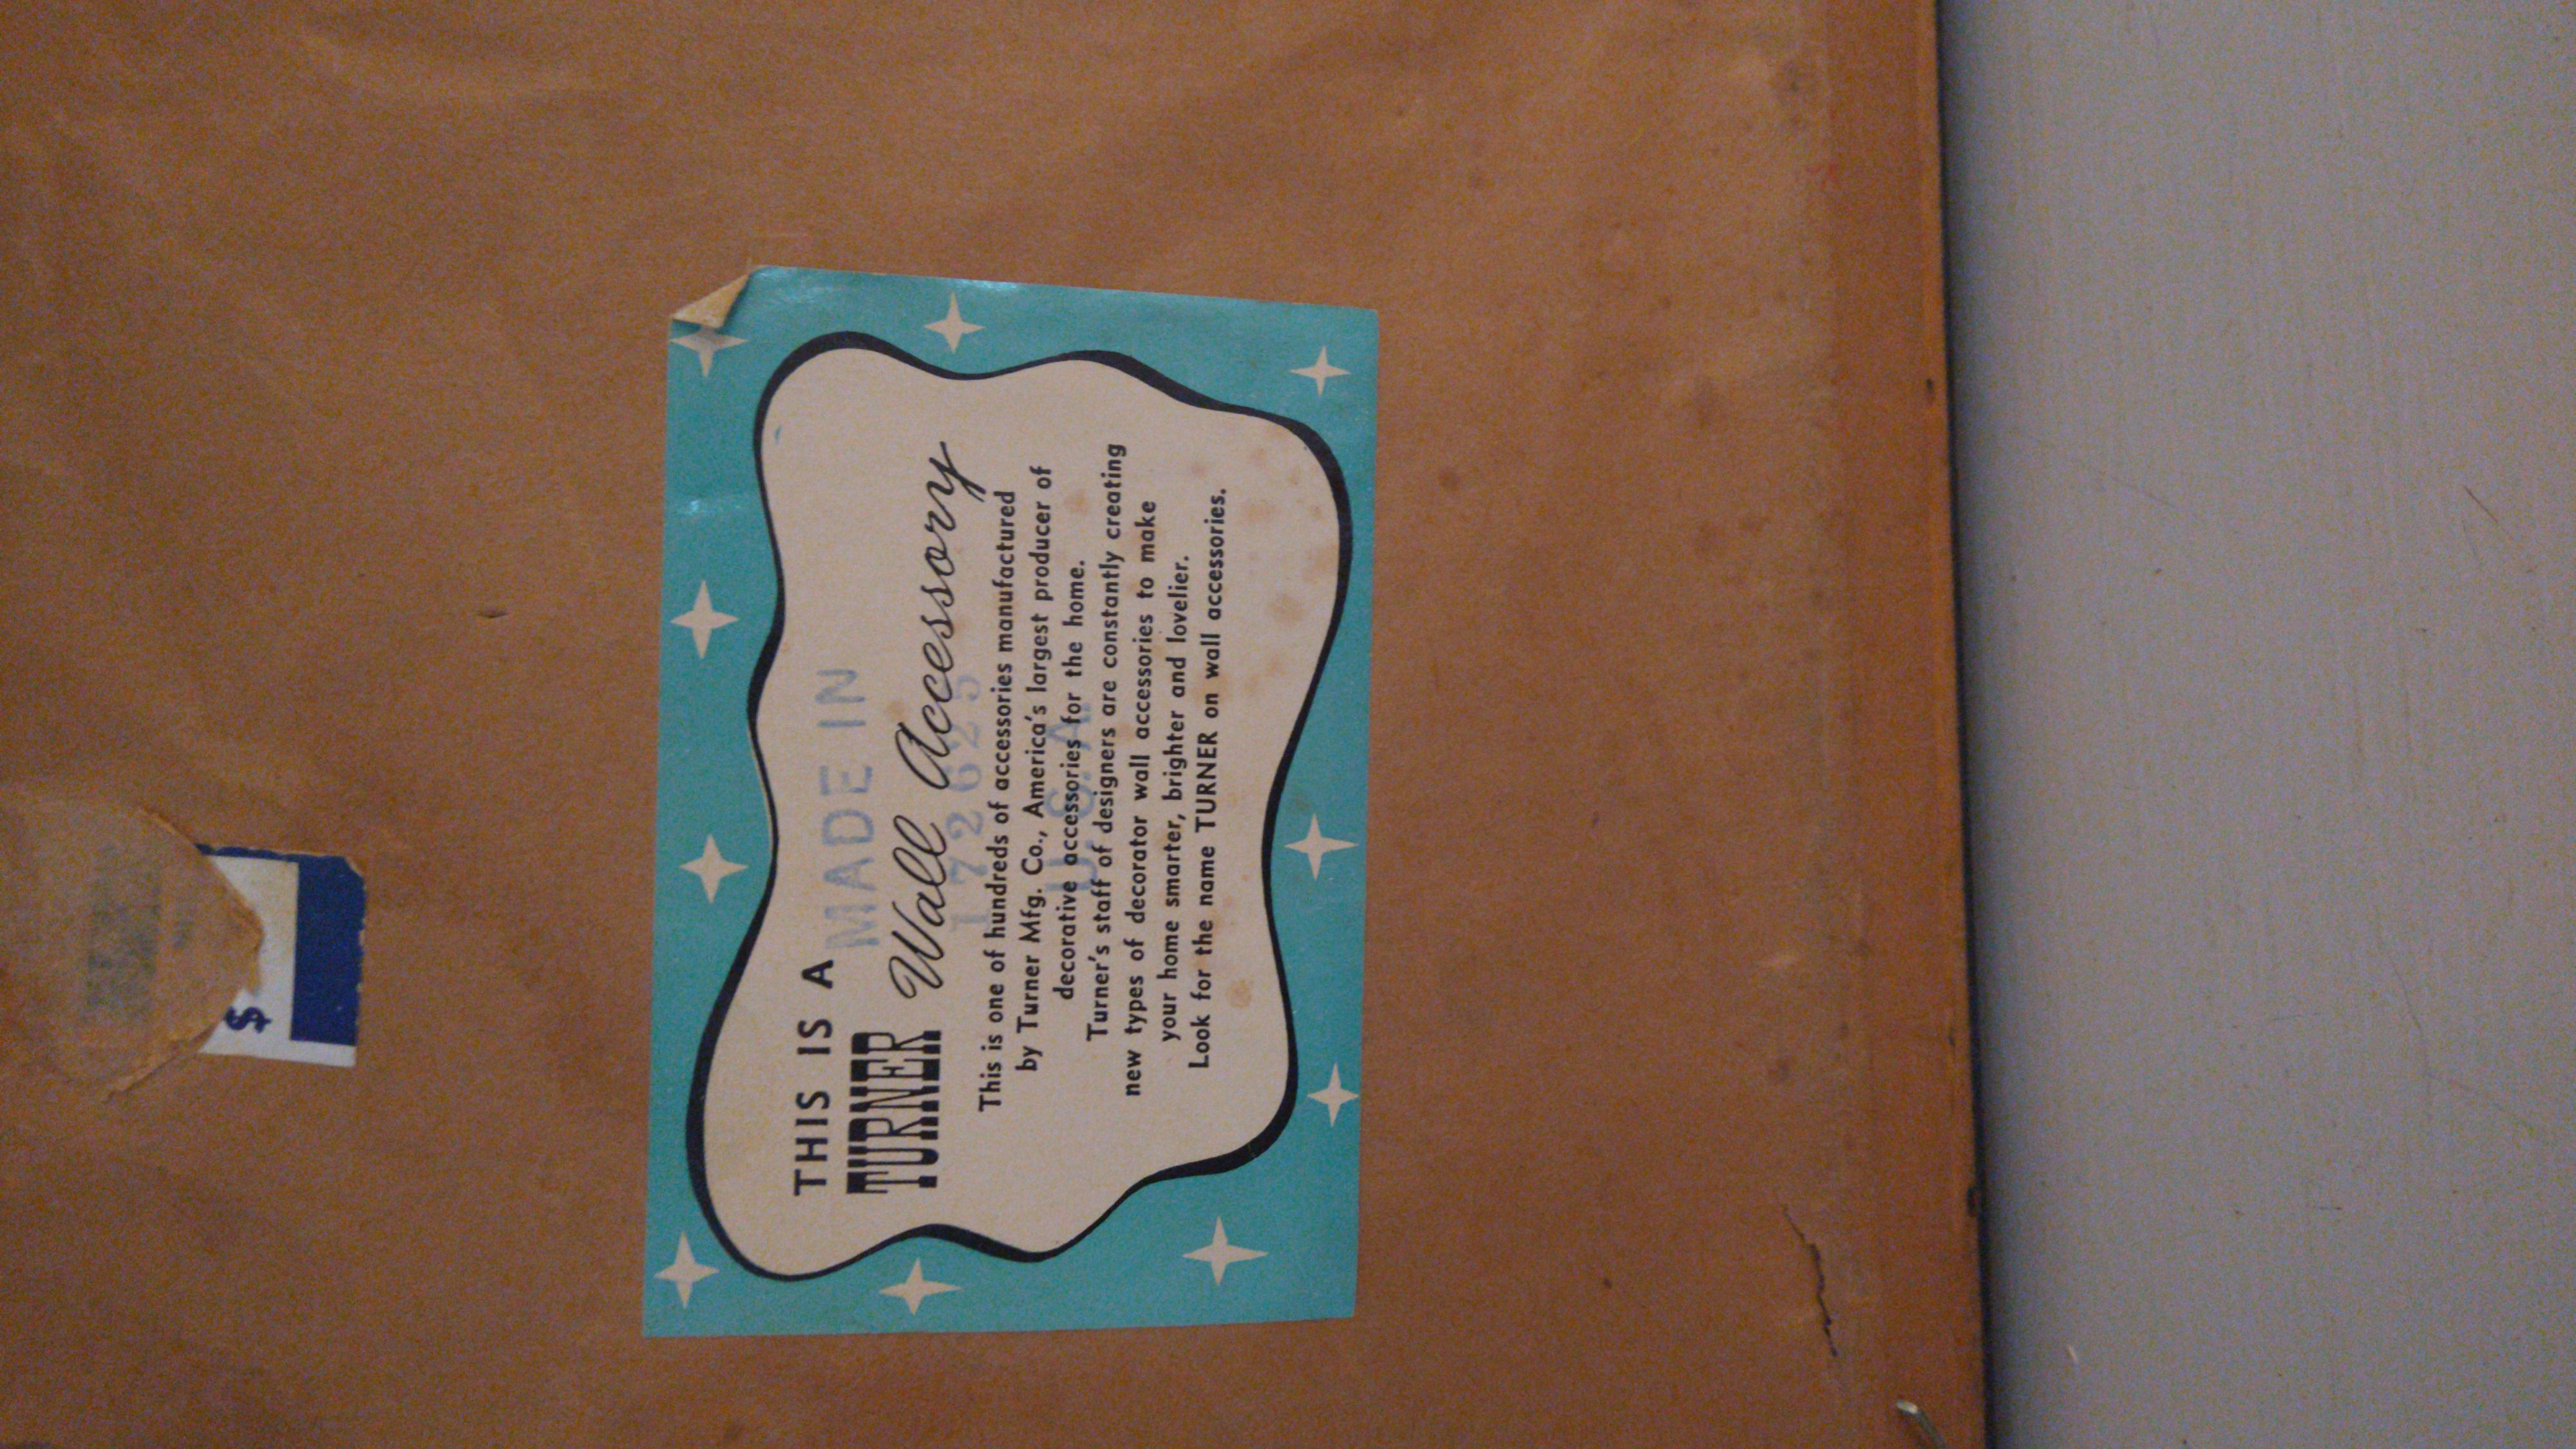 THIS IS A
TURNER Wall Accessory
This is one of hundreds of accessories manufactured
by Turner Mfg. Co., America's largest producer of
decorative accessories for the home.
Turner's staff of designers are constantly creating
new types of decorator wall accessories to make
your home smarter, brighter and lovelier.
Look for the name TURNER on wall accessories.
MADE IN
172625
U.S.A.
$